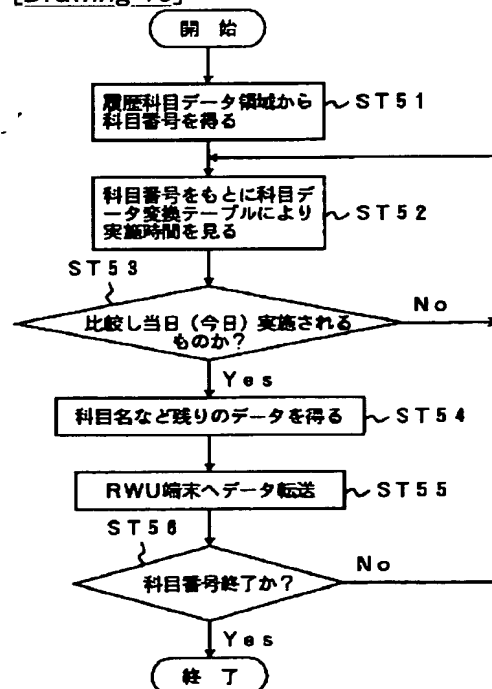 開 始
履歴科目データ領域から
科目番号を得る
ST51
科目番号をもとに科目デ
ータ変換テーブルにより
実施時間を見る
ST52
ST53
比較し当日（今日）実施される
ものか？
No
Yes
科目名など残りのデータを得る
ST54
RWU端末へデータ転送
ST55
ST56
科目番号終了か？
No
Yes
終 了